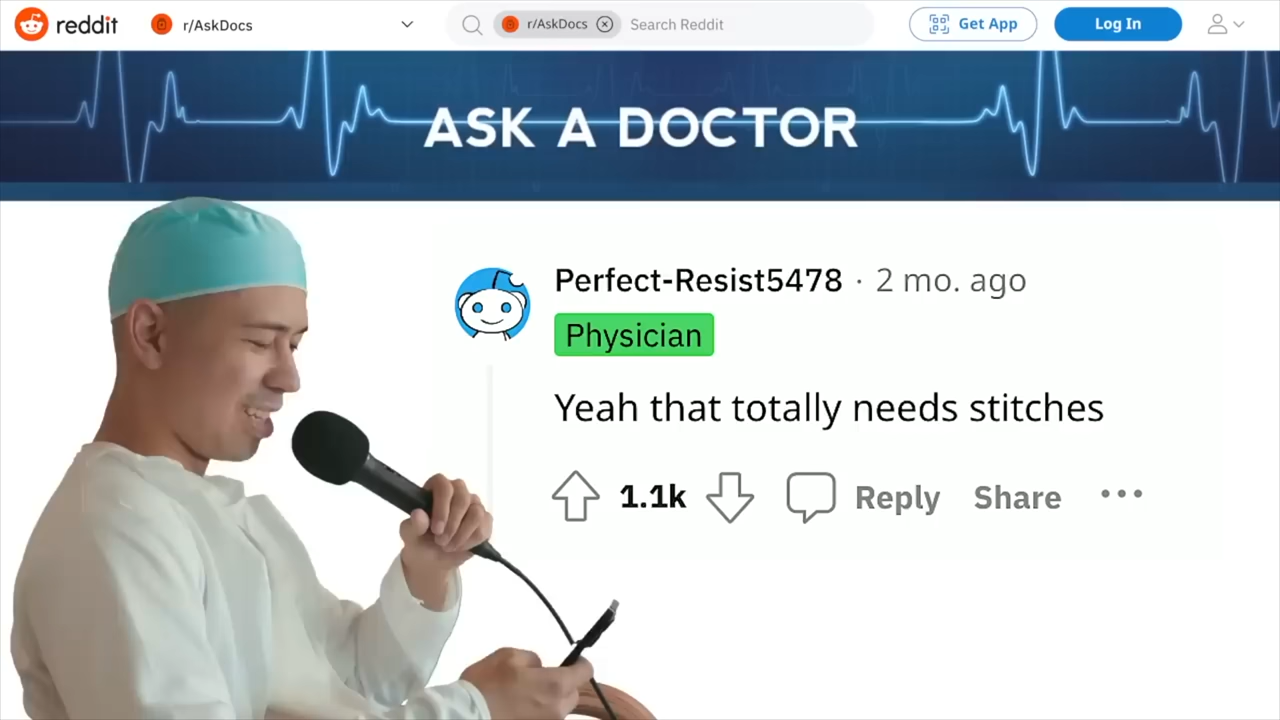 reddit r/AskDocs r/AskDocs Search Reddit Get App Log In
ASK A DOCTOR
Perfect-Resist5478 · 2 mo. ago
Physician
Yeah that totally needs stitches
1.1k Reply Share ...